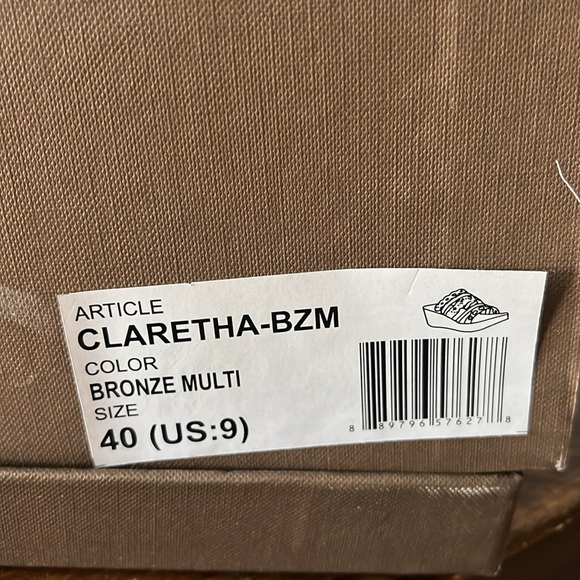 ARTICLE
CLARETHA-BZM
COLOR
BRONZE MULTI
SIZE
40 (US:9)
8 89796 57627 8